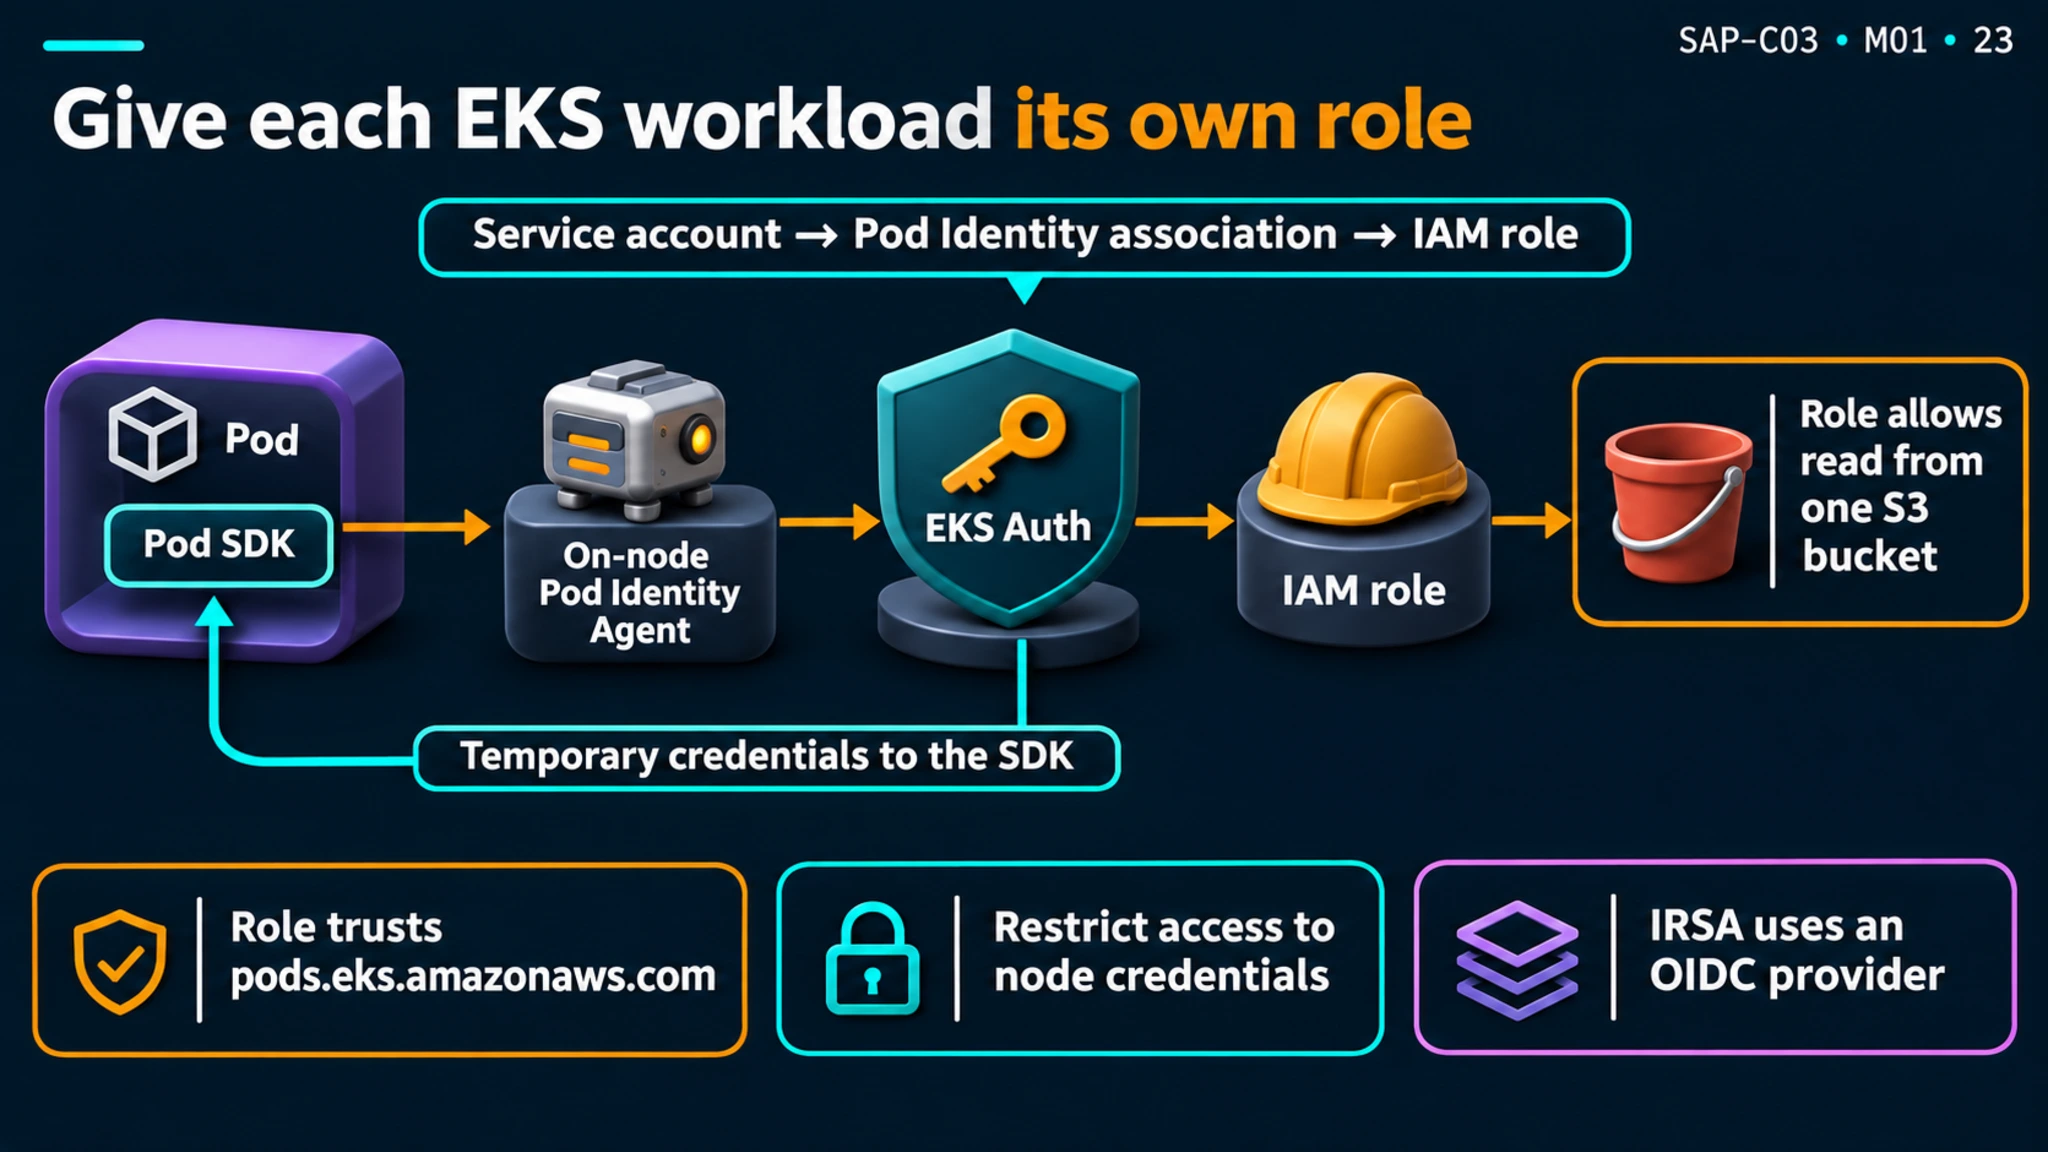 SAP-C03 • M01 • 23
Give each EKS workload its own role
Service account → Pod Identity association → IAM role
Pod
Pod SDK
On-node
Pod Identity
Agent
EKS Auth
IAM role
Role allows
read from
one S3
bucket
Temporary credentials to the SDK
Role trusts
pods.eks.amazonaws.com
Restrict access to
node credentials
IRSA uses an
OIDC provider